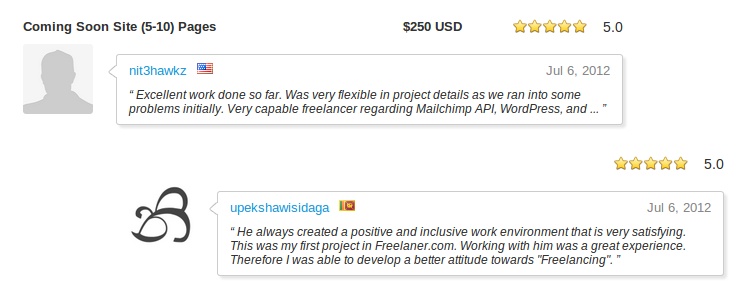 Coming Soon Site (5-10) Pages $250 USD 5.0
nit3hawkz Jul 6, 2012
“ Excellent work done so far. Was very flexible in project details as we ran into some
problems initially. Very capable freelancer regarding Mailchimp API, WordPress, and ... ”
5.0
upekshawisidaga Jul 6, 2012
“ He always created a positive and inclusive work environment that is very satisfying.
This was my first project in Freelaner.com. Working with him was a great experience.
Therefore I was able to develop a better attitude towards "Freelancing". ”